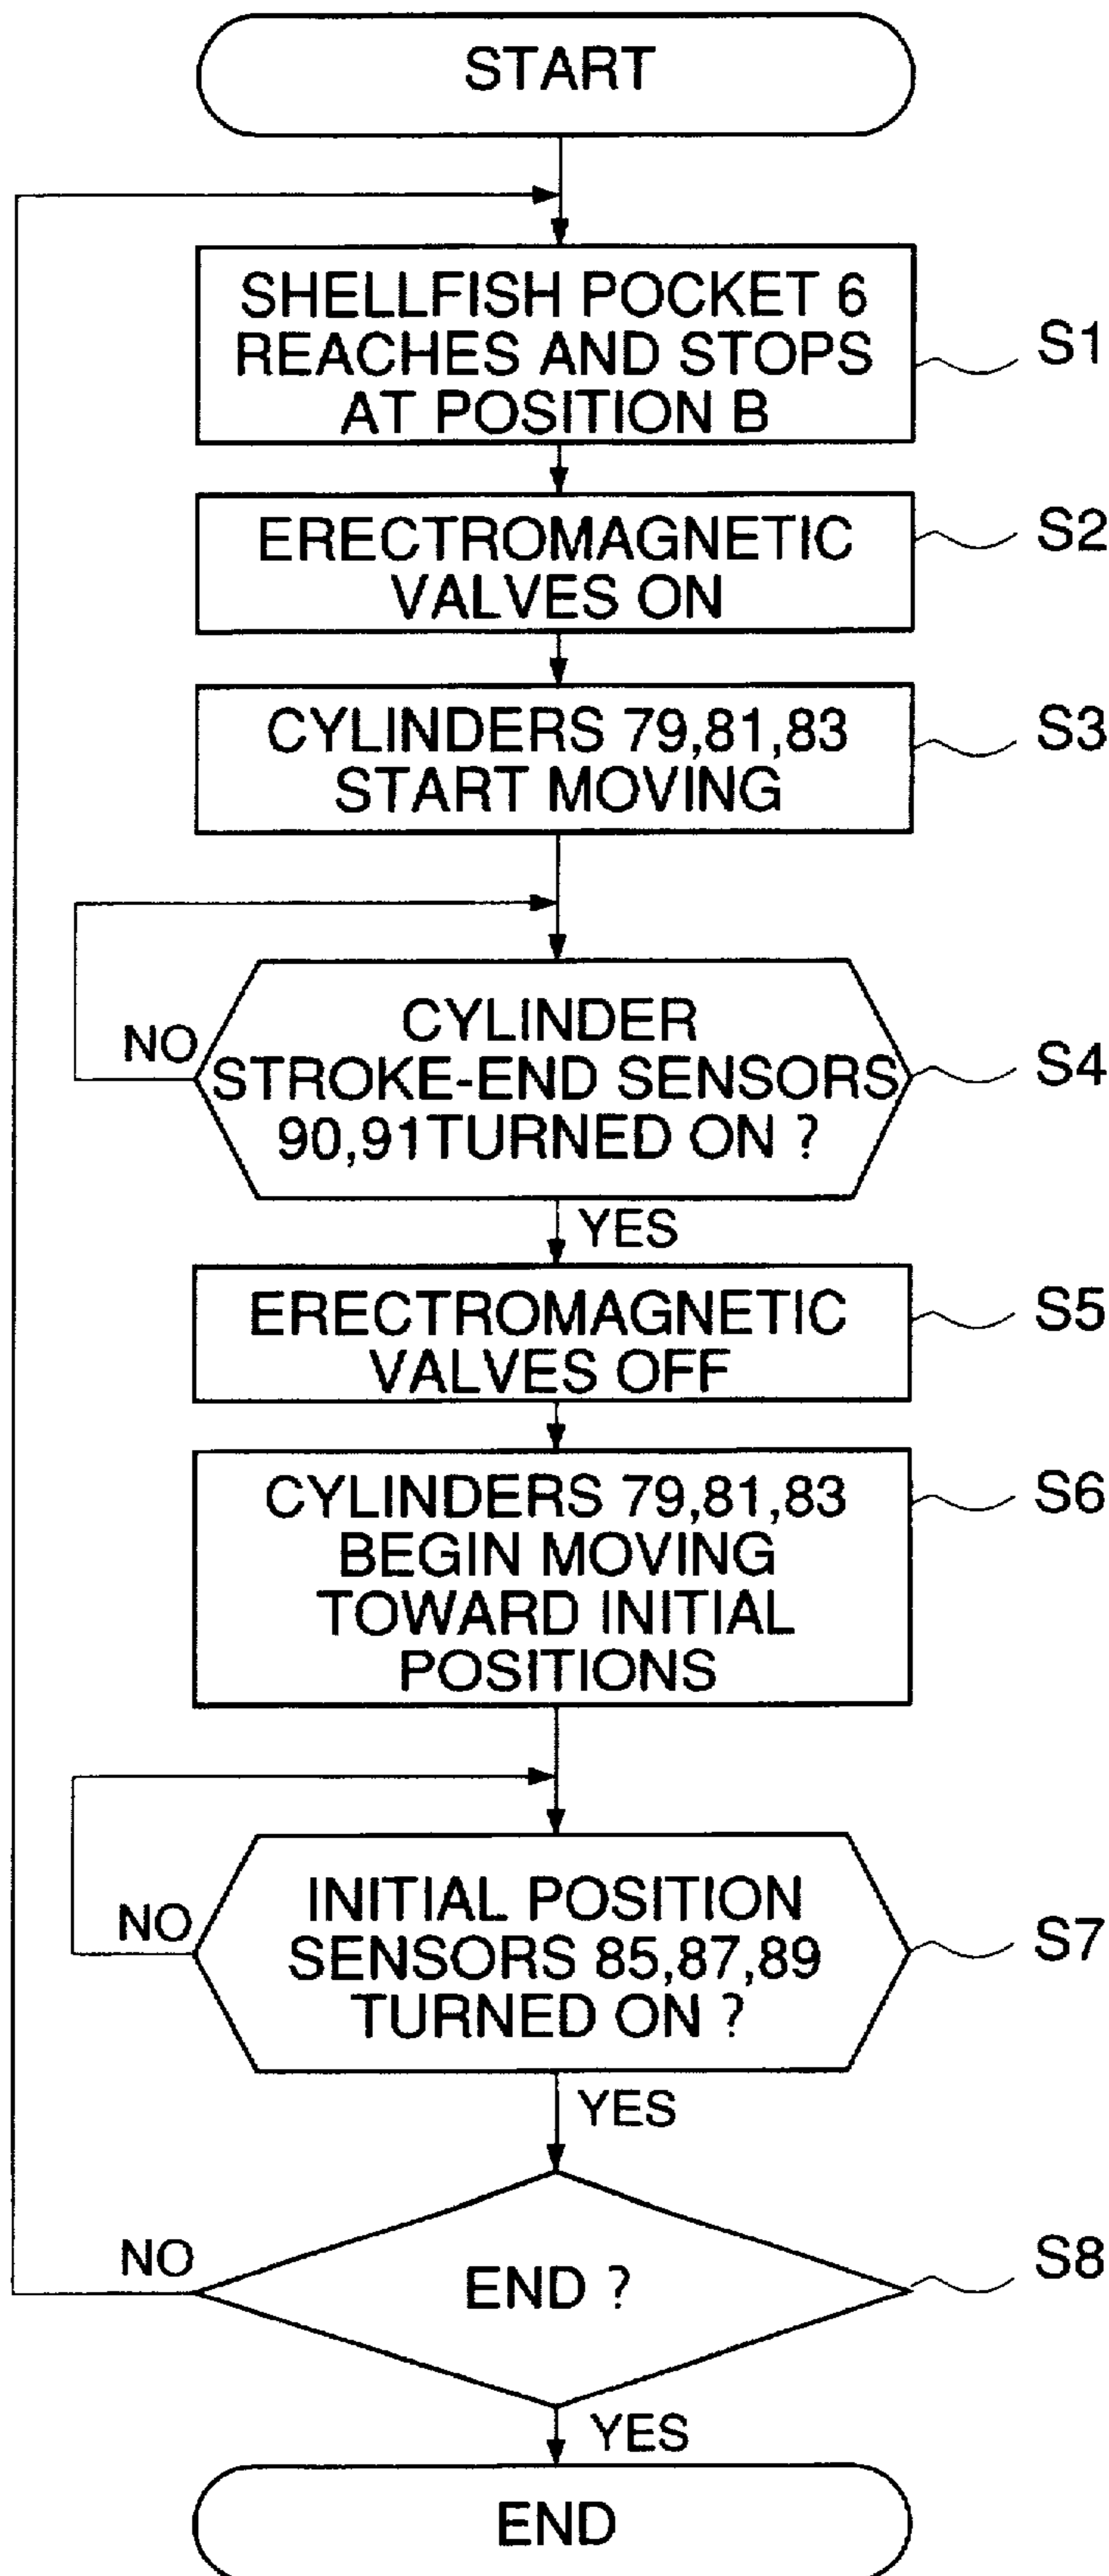 START
SHELLFISH POCKET 6
REACHES AND STOPS
AT POSITION B
S1
ERECTROMAGNETIC
VALVES ON
S2
CYLINDERS 79,81,83
START MOVING
S3
CYLINDER
STROKE-END SENSORS
90,91TURNED ON ?
NO
S4
YES
ERECTROMAGNETIC
VALVES OFF
S5
CYLINDERS 79,81,83
BEGIN MOVING
TOWARD INITIAL
POSITIONS
S6
INITIAL POSITION
SENSORS 85,87,89
TURNED ON ?
NO
S7
YES
END ?
NO
S8
YES
END